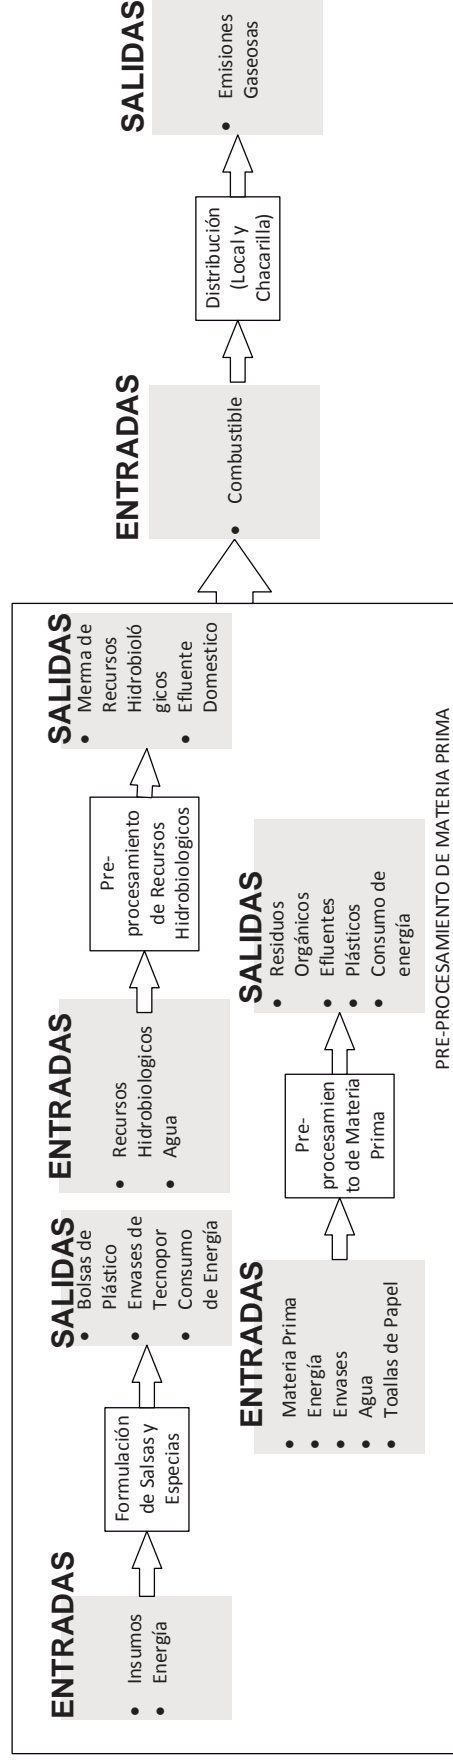 ENTRADAS
• Insumos
• Energía
Formulación
de Salsas y
Especias
SALIDAS
• Bolsas de
Plástico
• Envases de
Tecnopor
• Consumo
de Energía
ENTRADAS
• Recursos
Hidrobiologicos
• Agua
Pre-
procesamiento
de Recursos
Hidrobiologicos
SALIDAS
• Merma de
Recursos
Hidrobioló
gicos
• Efluente
Domestico
ENTRADAS
• Materia Prima
• Energía
• Envases
• Agua
• Toallas de Papel
Pre-
procesamien
to de Materia
Prima
SALIDAS
• Residuos
Orgánicos
• Efluentes
• Plásticos
• Consumo de
energía
PRE-PROCESAMIENTO DE MATERIA PRIMA
ENTRADAS
• Combustible
Distribución
(Local y
Chacarilla)
SALIDAS
• Emisiones
Gaseosas